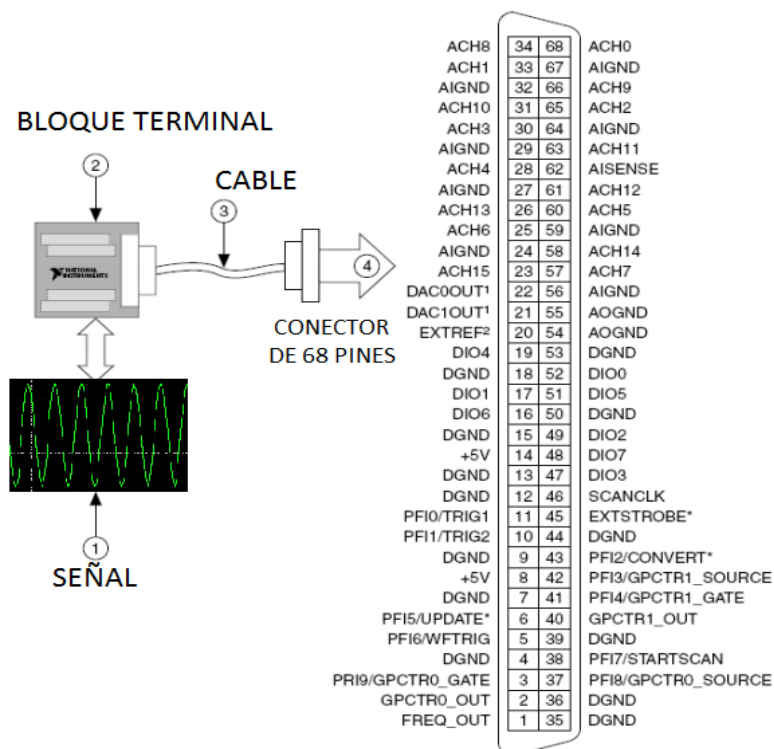 BLOQUE TERMINAL
2
CABLE
3
NATIONAL
INSTRUMENTS
4
CONECTOR
DE 68 PINES
1
SEÑAL
ACH8 34 68 ACH0
ACH1 33 67 AIGND
AIGND 32 66 ACH9
ACH10 31 65 ACH2
ACH3 30 64 AIGND
AIGND 29 63 ACH11
ACH4 28 62 AISENSE
AIGND 27 61 ACH12
ACH13 26 60 ACH5
ACH6 25 59 AIGND
AIGND 24 58 ACH14
ACH15 23 57 ACH7
DAC0OUT¹ 22 56 AIGND
DAC1OUT¹ 21 55 AOGND
EXTREF² 20 54 AOGND
DIO4 19 53 DGND
DGND 18 52 DIO0
DIO1 17 51 DIO5
DIO6 16 50 DGND
DGND 15 49 DIO2
+5V 14 48 DIO7
DGND 13 47 DIO3
DGND 12 46 SCANCLK
PFI0/TRIG1 11 45 EXTSTROBE*
PFI1/TRIG2 10 44 DGND
DGND 9 43 PFI2/CONVERT*
+5V 8 42 PFI3/GPCTR1_SOURCE
DGND 7 41 PFI4/GPCTR1_GATE
PFI5/UPDATE* 6 40 GPCTR1_OUT
PFI6/WFTRIG 5 39 DGND
DGND 4 38 PFI7/STARTSCAN
PRI9/GPCTR0_GATE 3 37 PFI8/GPCTR0_SOURCE
GPCTR0_OUT 2 36 DGND
FREQ_OUT 1 35 DGND